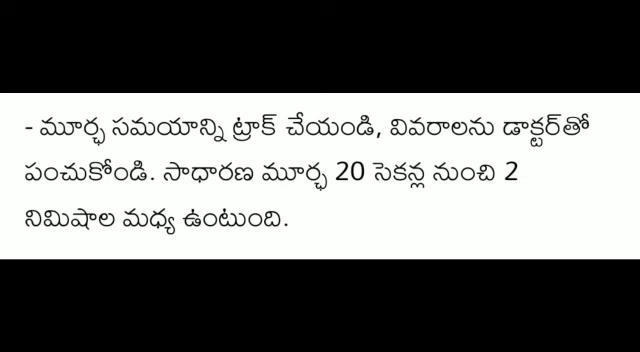 - మూర్ఛ సమయాన్ని ట్రాక్ చేయండి, వివరాలను డాక్టర్‌తో
పంచుకోండి. సాధారణ మూర్ఛ 20 సెకన్ల నుంచి 2
నిమిషాల మధ్య ఉంటుంది.